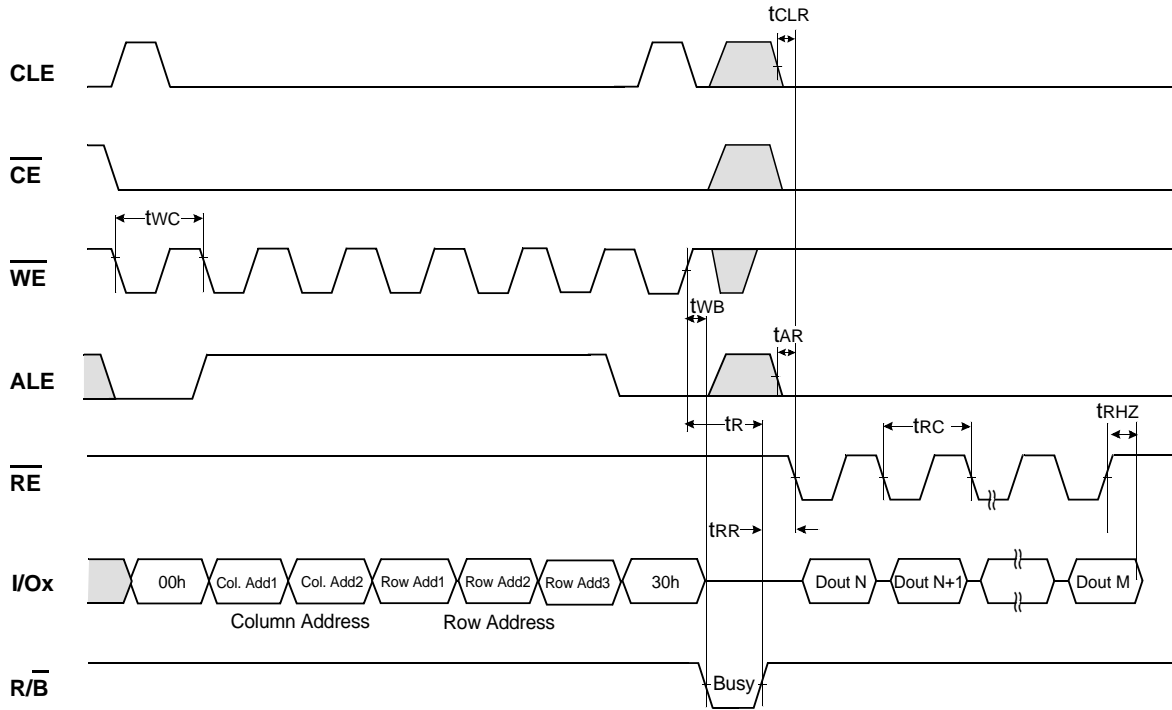 tCLR
CLE
CE
tWC
WE
tWB
tAR
ALE
tRHZ
tR
tRC
RE
tRR
I/Ox
00h
Col. Add1
Col. Add2
Row Add1
Row Add2
Row Add3
30h
Dout N
Dout N+1
Dout M
Column Address
Row Address
R/B
Busy